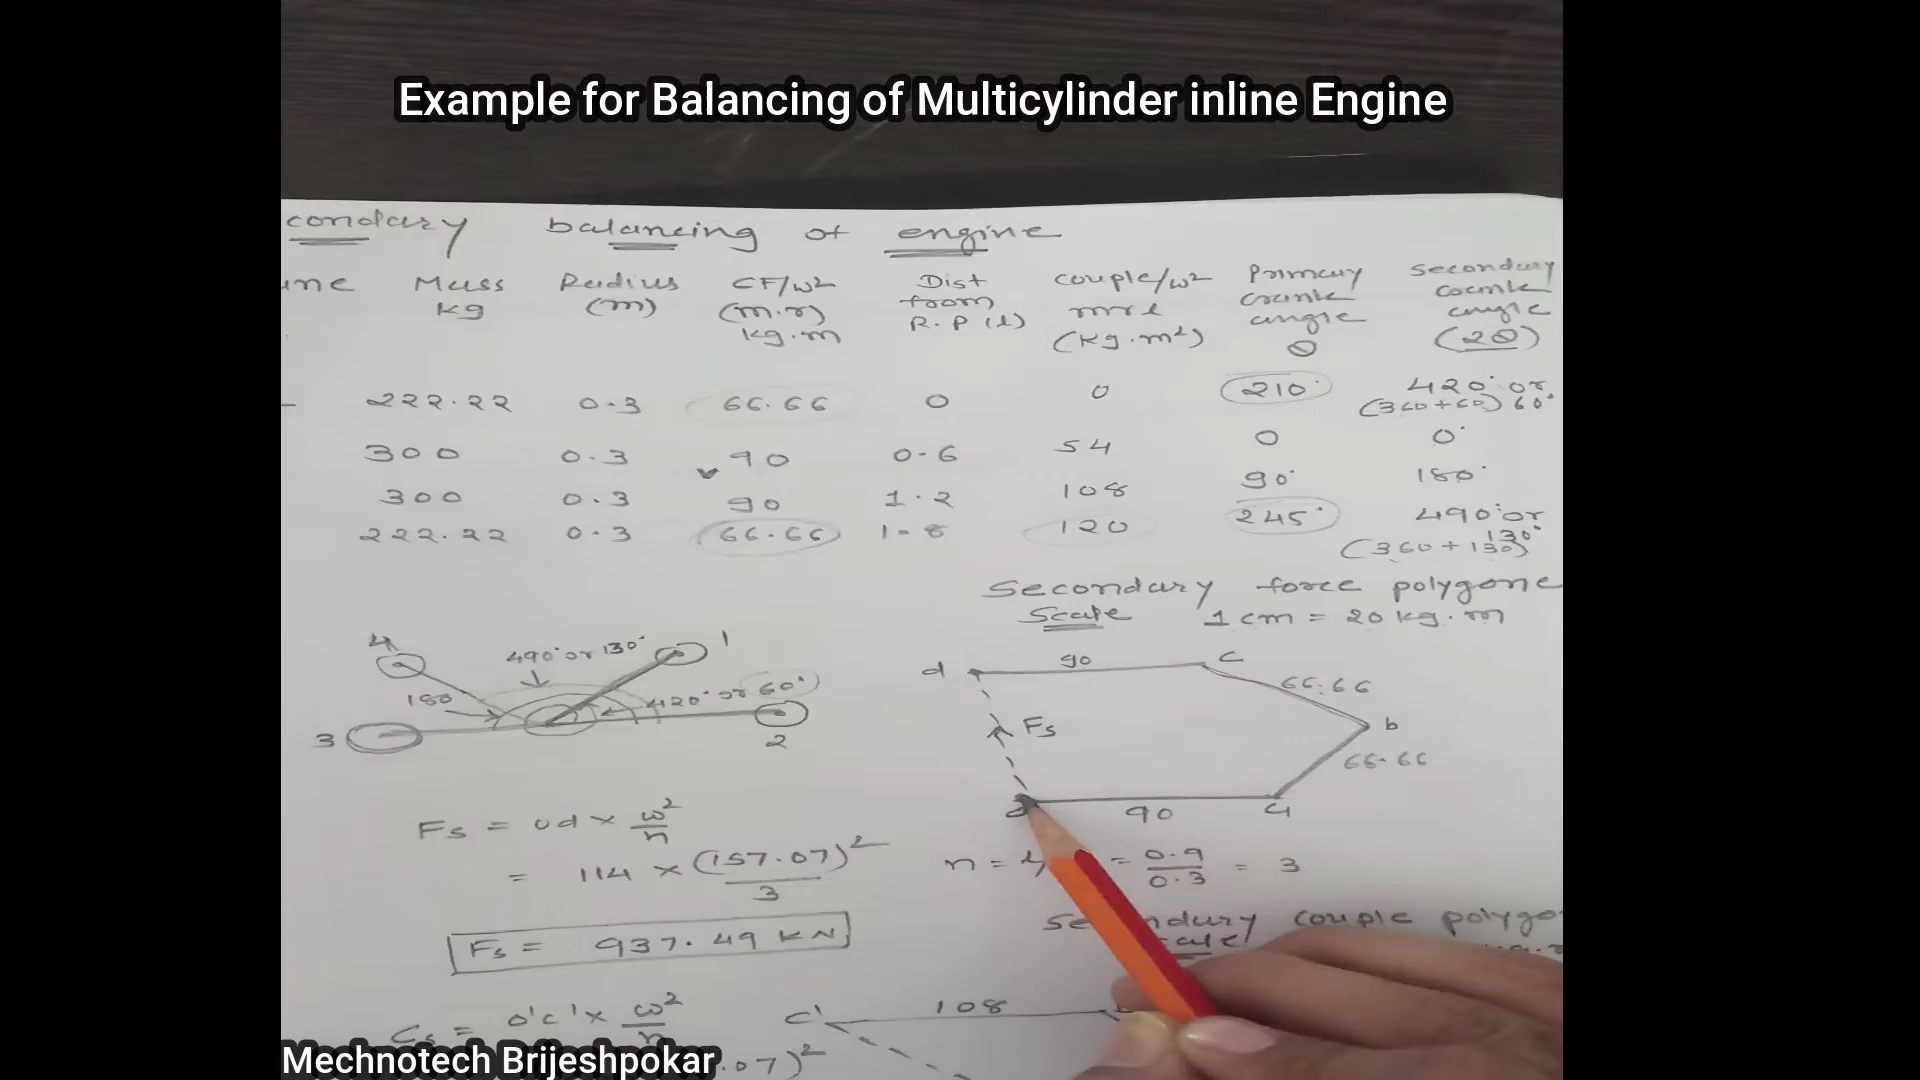 Example for Balancing of Multicylinder inline Engine
condary balancing of engine
Mass Radius CF/ω² Dist couple/ω² Primary secondary
kg (m) (m.r) from mrl crank crank
kg.m R.P (l) (kg.m²) angle angle
θ (2θ)
222.22 0.3 66.66 0 0 210° 420° or
(360+60) 60°
300 0.3 90 0.6 54 0 0°
300 0.3 90 1.2 108 90° 180°
222.22 0.3 66.66 1.8 120 245° 490° or
130°
(360+130)
Secondary force polygone
Scale 1 cm = 20 kg.m
4 490° or 130° 1
180 420° or 60°
3 2
d 90 c
66.66
b
Fs
66.66
90 a
Fs = od × ω²/n
= 114 × (157.07)²/3
n = = 0.9/0.3 = 3
Fs = 937.49 KN
couple polygo
Cs = o'c' × ω²/n
c' 108
.07)²
Mechnotech Brijeshpokar